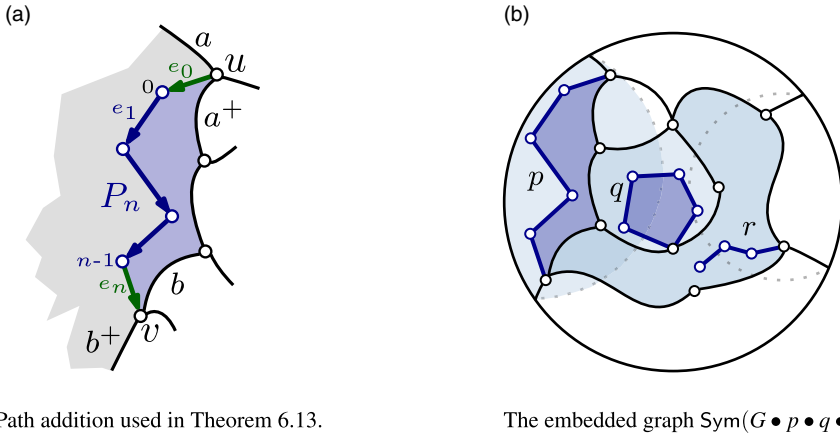 (a)
a
u
e₀
0
e₁
a⁺
Pₙ
n-1
eₙ
b
b⁺
v
Path addition used in Theorem 6.13.
(b)
p
q
r
The embedded graph Sym(G • p • q •